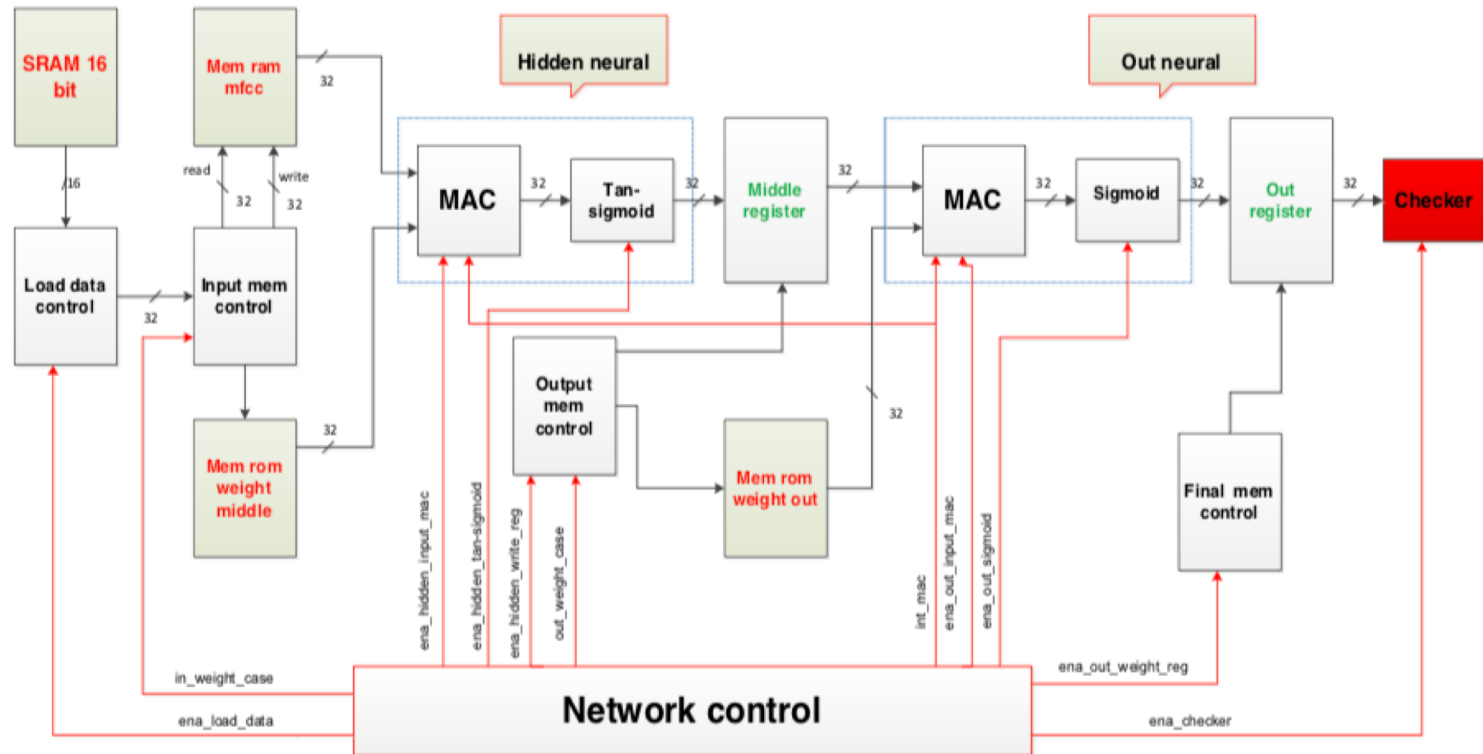 SRAM 16
bit
Mem ram
mfcc
32
Hidden neural
Out neural
/16
read
32
write
32
MAC
32
Tan-
sigmoid
32
Middle
register
32
MAC
32
Sigmoid
32
Out
register
32
Checker
Load data
control
32
Input mem
control
Output
mem
control
32
Mem rom
weight
middle
32
Mem rom
weight out
Final mem
control
ena_hidden_input_mac
ena_hidden_tan-sigmoid
ena_hidden_write_reg
out_weight_case
int_mac
ena_out_input_mac
ena_out_sigmoid
in_weight_case
ena_load_data
Network control
ena_out_weight_reg
ena_checker